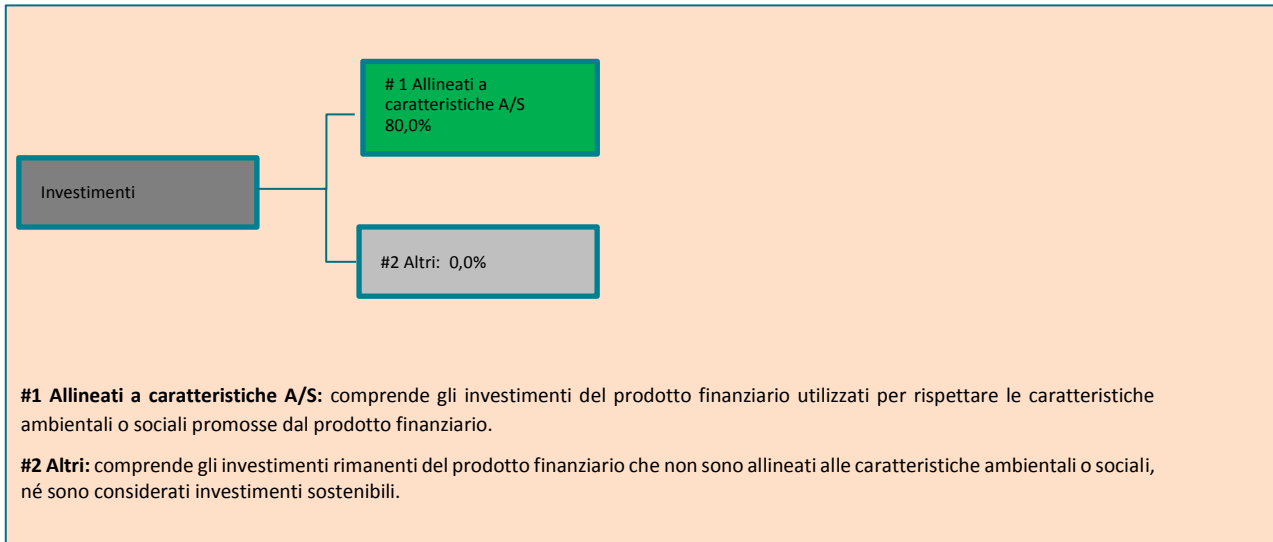 # 1 Allineati a
caratteristiche A/S
80,0%
Investimenti
#2 Altri: 0,0%
#1 Allineati a caratteristiche A/S: comprende gli investimenti del prodotto finanziario utilizzati per rispettare le caratteristiche
ambientali o sociali promosse dal prodotto finanziario.
#2 Altri: comprende gli investimenti rimanenti del prodotto finanziario che non sono allineati alle caratteristiche ambientali o sociali,
né sono considerati investimenti sostenibili.